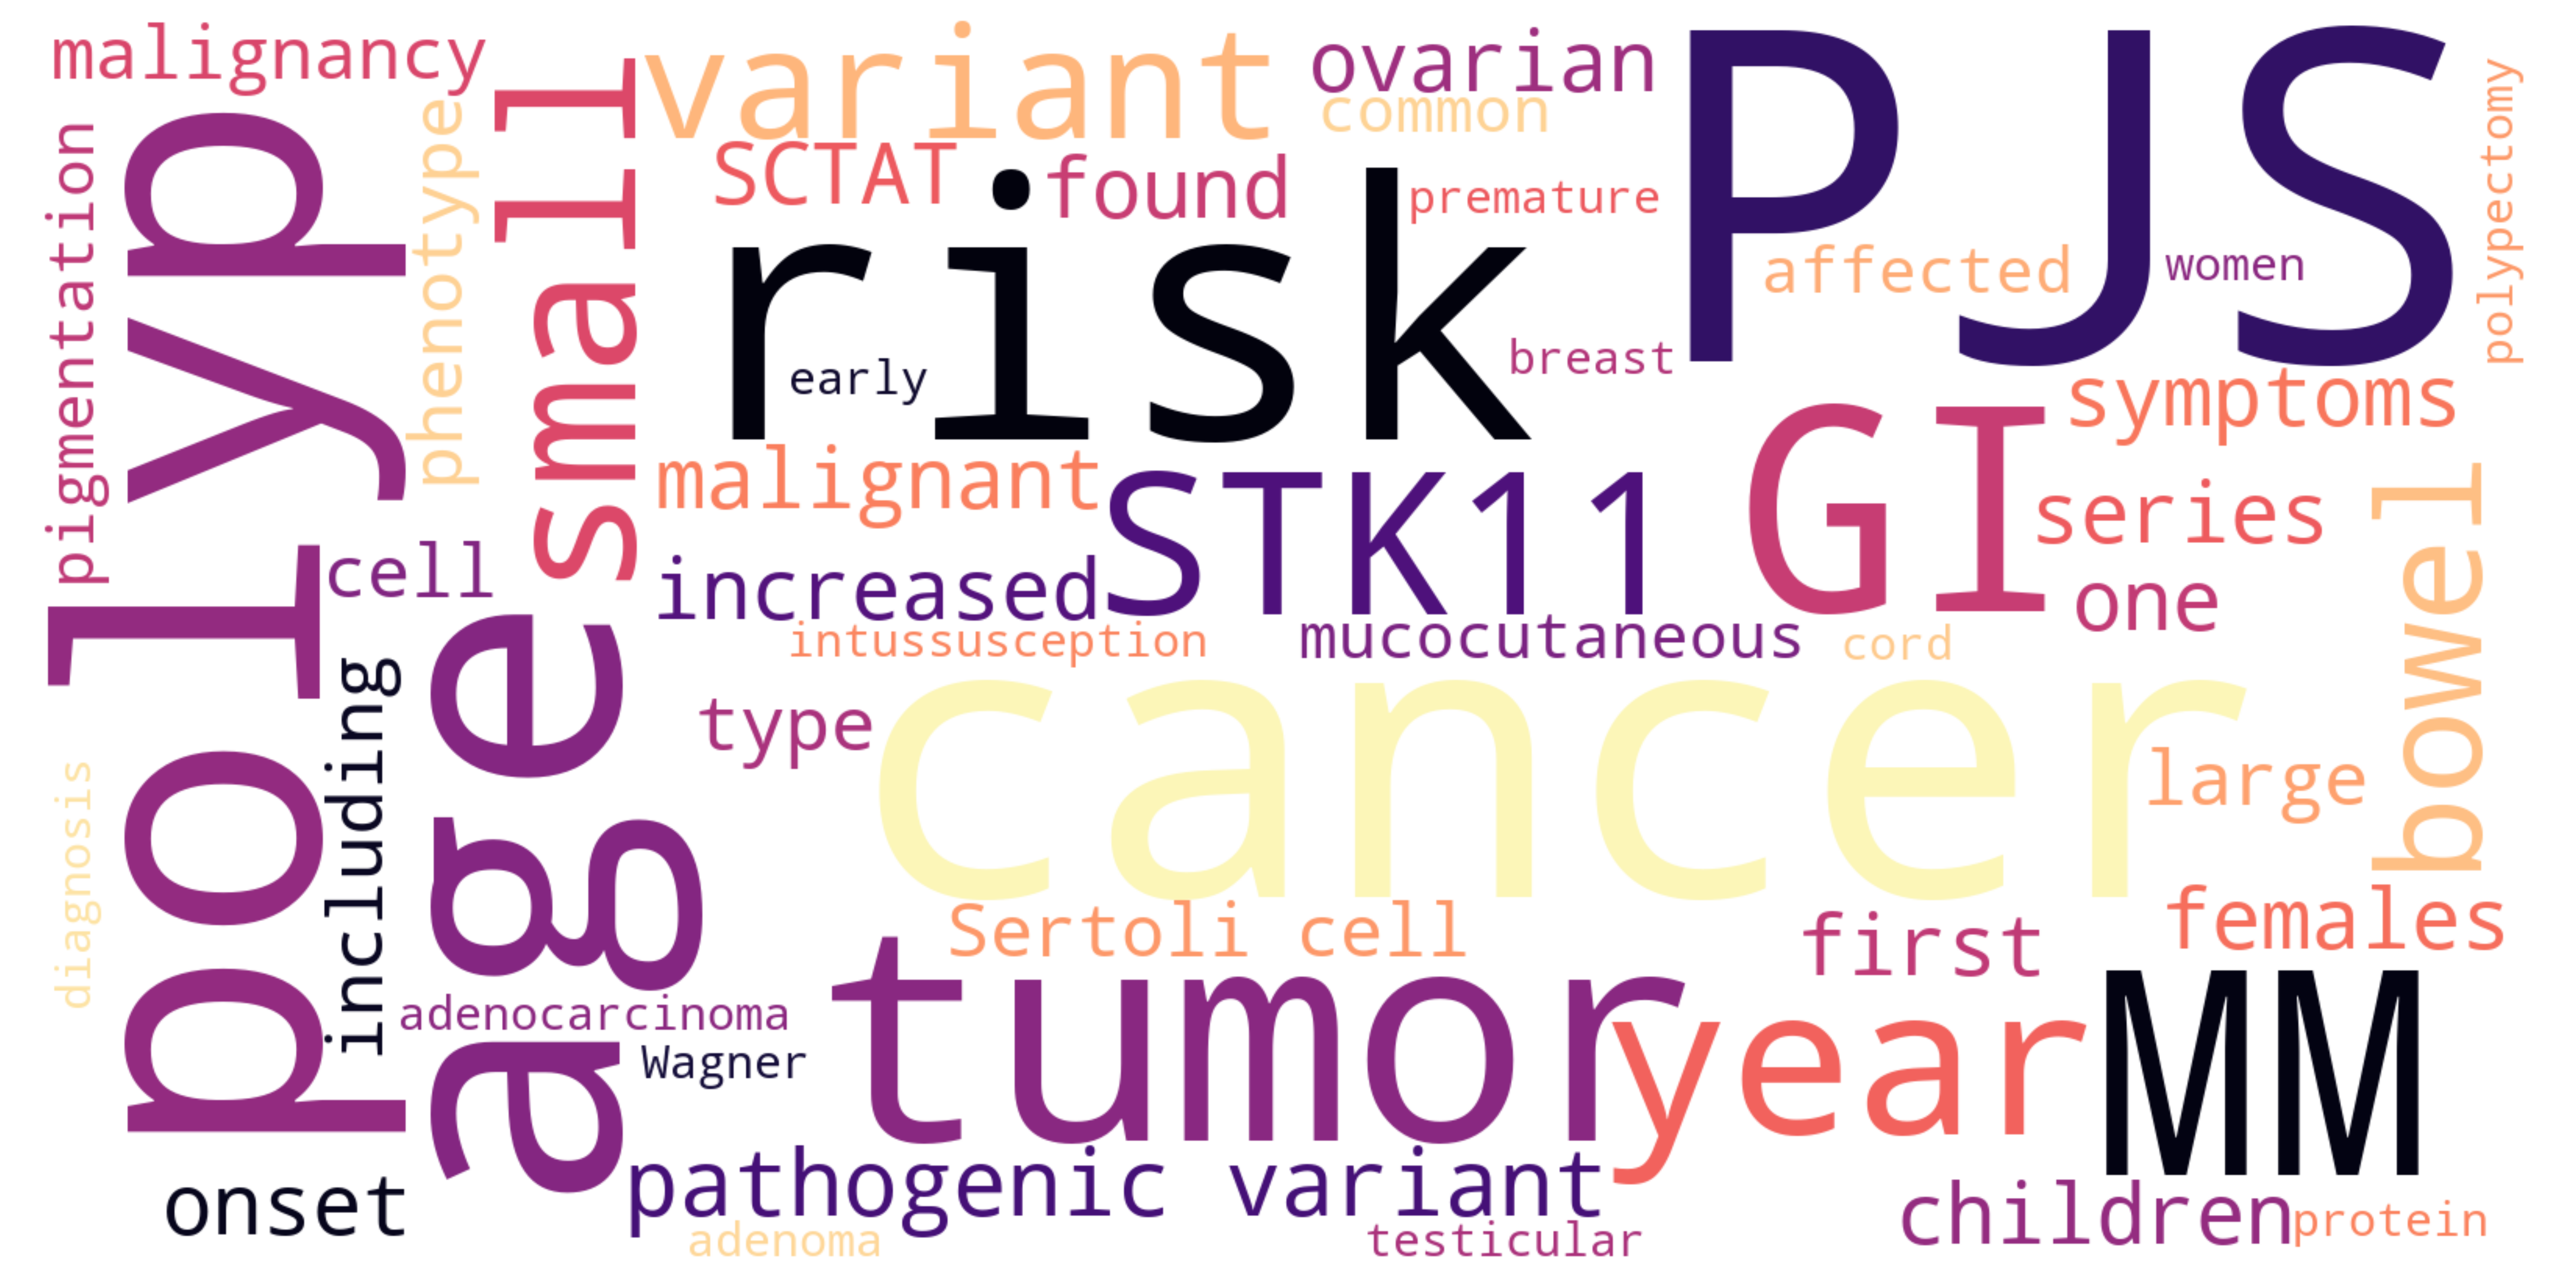 malignancy
variant
ovarian
PJS
common
polypectomy
pigmentation
polyp
phenotype
small
SCTAT
found
premature
risk
affected
women
early
breast
symptoms
malignant
STK11
GI
series
bowel
cell
increased
one
intussusception
mucocutaneous
cord
including
age
type
cancer
large
diagnosis
Sertoli cell
first
females
adenocarcinoma
tumor
year
MM
Wagner
onset
pathogenic variant
children
protein
adenoma
testicular